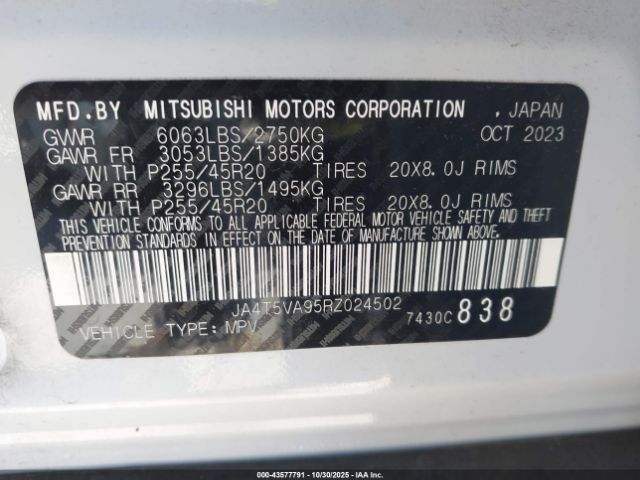 MFD.BY MITSUBISHI MOTORS CORPORATION , JAPAN
GVWR 6063LBS/2750KG OCT 2023
GAWR FR 3053LBS/1385KG
WITH P255/45R20 TIRES 20X8.0J RIMS
GAWR RR 3296LBS/1495KG
WITH P255/45R20 TIRES 20X8.0J RIMS
THIS VEHICLE CONFORMS TO ALL APPLICABLE FEDERAL MOTOR VEHICLE SAFETY AND THEFT
PREVENTION STANDARDS IN EFFECT ON THE DATE OF MANUFACTURE SHOWN ABOVE.
JA4T5VA95RZ024502 7430C 838
VEHICLE TYPE: MPV
000-43577791 - 10/30/2025 - IAA Inc.